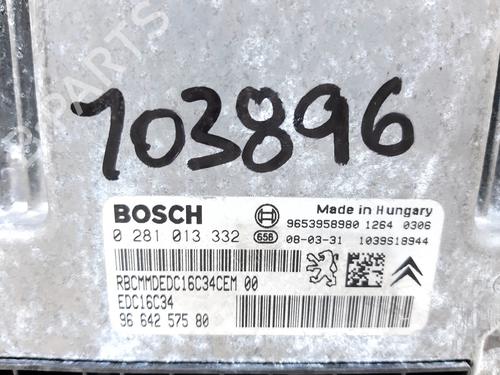 103896
BOSCH
Made in Hungary
9653958980 1264 0306
0 281 013 332
658
08-03-31 1039S18944
RBCMMDEDC16C34CEM 00
EDC16C34
96 642 575 80